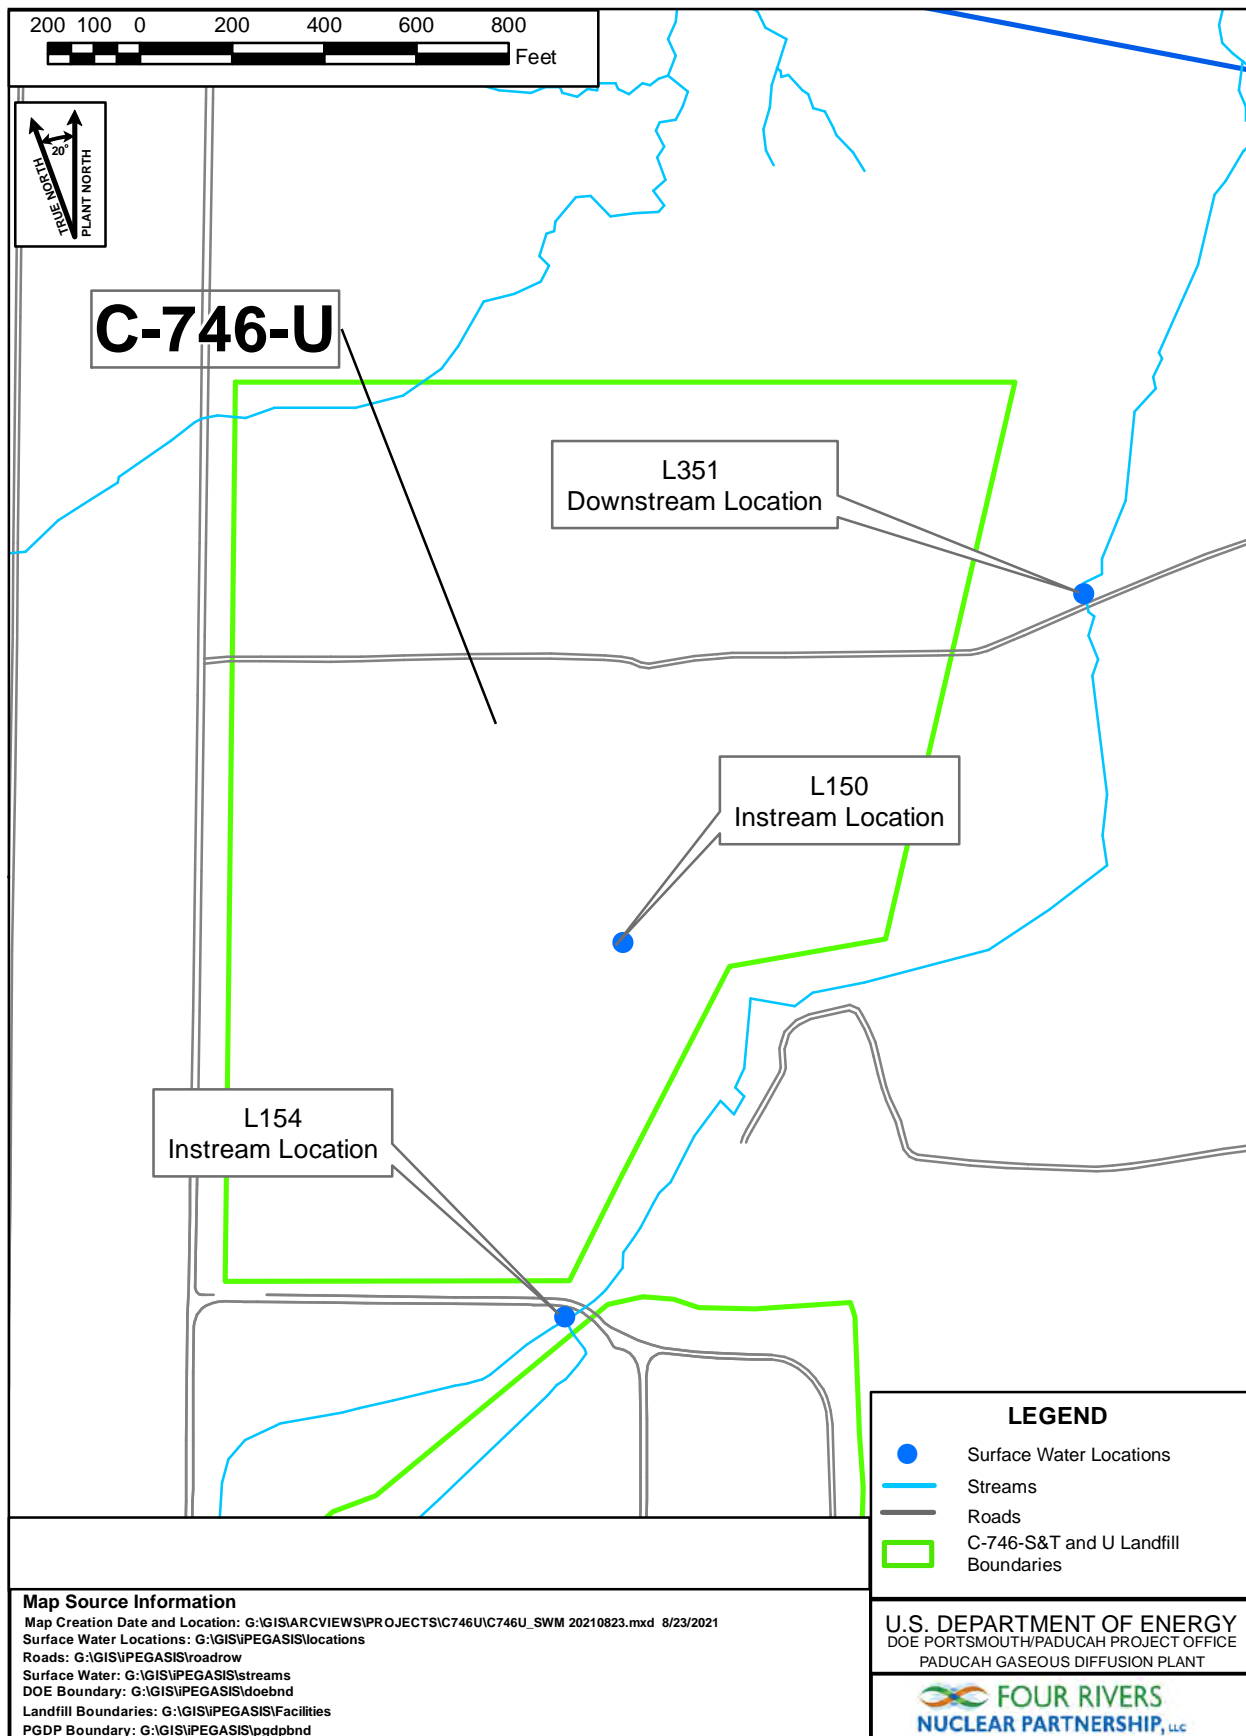 200 100 0 200 400 600 800
Feet
20°
TRUE NORTH
PLANT NORTH
C-746-U
L351
Downstream Location
L150
Instream Location
L154
Instream Location
LEGEND
Surface Water Locations
Streams
Roads
C-746-S&T and U Landfill
Boundaries
Map Source Information
Map Creation Date and Location: G:\GIS\ARCVIEWS\PROJECTS\C746U\C746U_SWM 20210823.mxd 8/23/2021
Surface Water Locations: G:\GIS\iPEGASIS\locations
Roads: G:\GIS\iPEGASIS\roadrow
Surface Water: G:\GIS\iPEGASIS\streams
DOE Boundary: G:\GIS\iPEGASIS\doebnd
Landfill Boundaries: G:\GIS\iPEGASIS\Facilities
PGDP Boundary: G:\GIS\iPEGASIS\pgdpbnd
U.S. DEPARTMENT OF ENERGY
DOE PORTSMOUTH/PADUCAH PROJECT OFFICE
PADUCAH GASEOUS DIFFUSION PLANT
FOUR RIVERS
NUCLEAR PARTNERSHIP, LLC